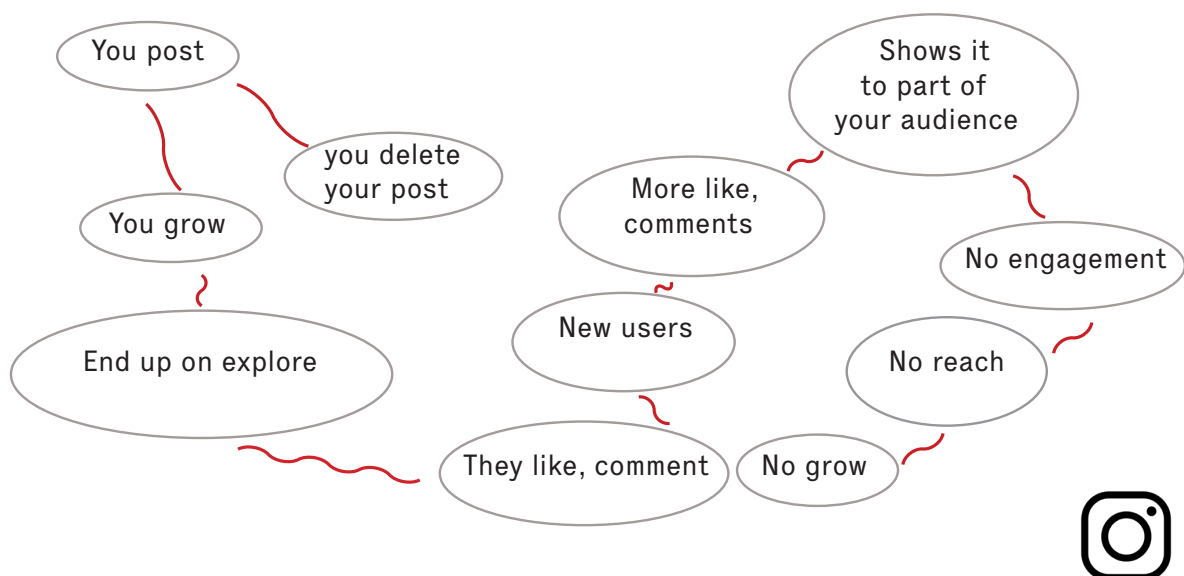 You post
you delete
your post
You grow
End up on explore
Shows it
to part of
your audience
More like,
comments
No engagement
New users
No reach
They like, comment
No grow